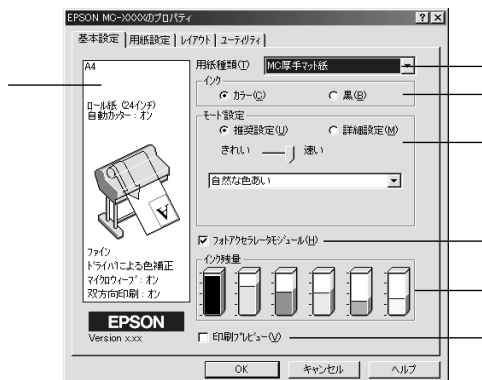 EPSON MC-XXXXのプロパティ
? ×
基本設定 用紙設定 レイアウト ユーティリティ
A4
ロール紙 (24インチ)
自動カッター : オン
ファイン
ドライバによる色補正
マイクロウィーブ : オン
双方向印刷 : オン
EPSON
Version x.xx
用紙種類(T) MC厚手マット紙
インク
カラー(C) 黒(B)
モード設定
推奨設定(U) 詳細設定(M)
きれい 速い
自然な色あい
フォトアクセラレータモジュール(H)
インク残量
印刷プレビュー(V)
OK キャンセル ヘルプ